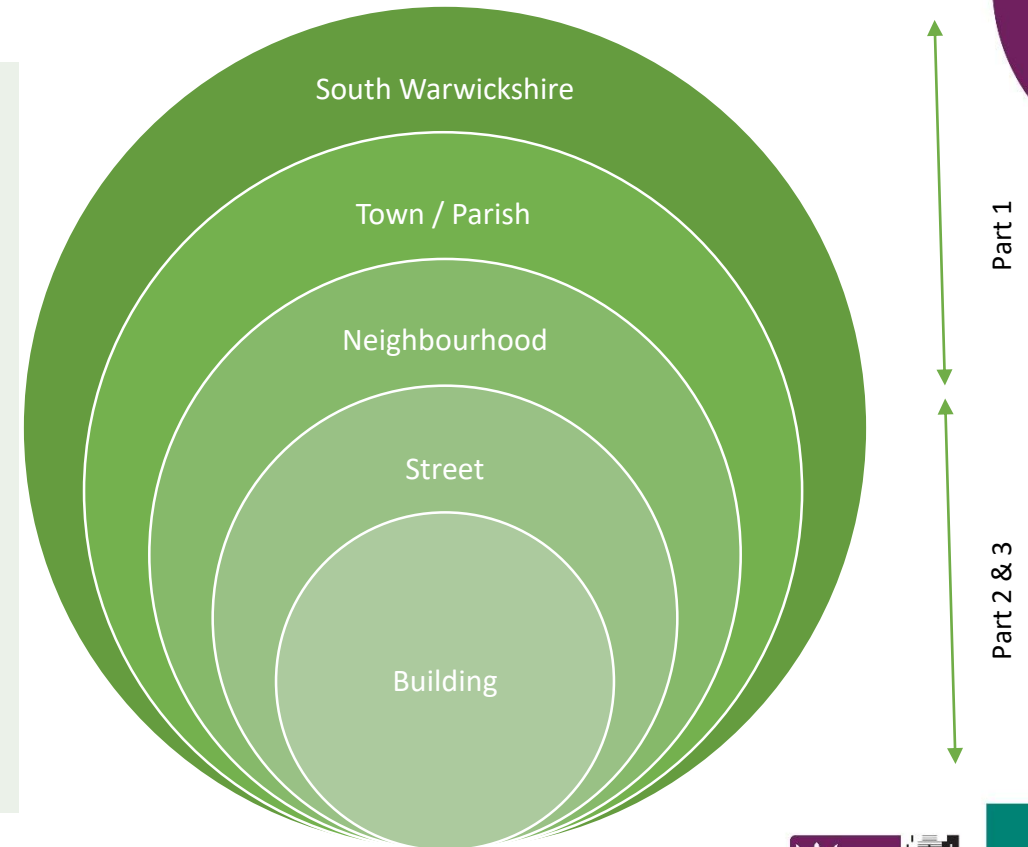 South Warwickshire
Town / Parish
Neighbourhood
Street
Building
Part 1
Part 2 & 3